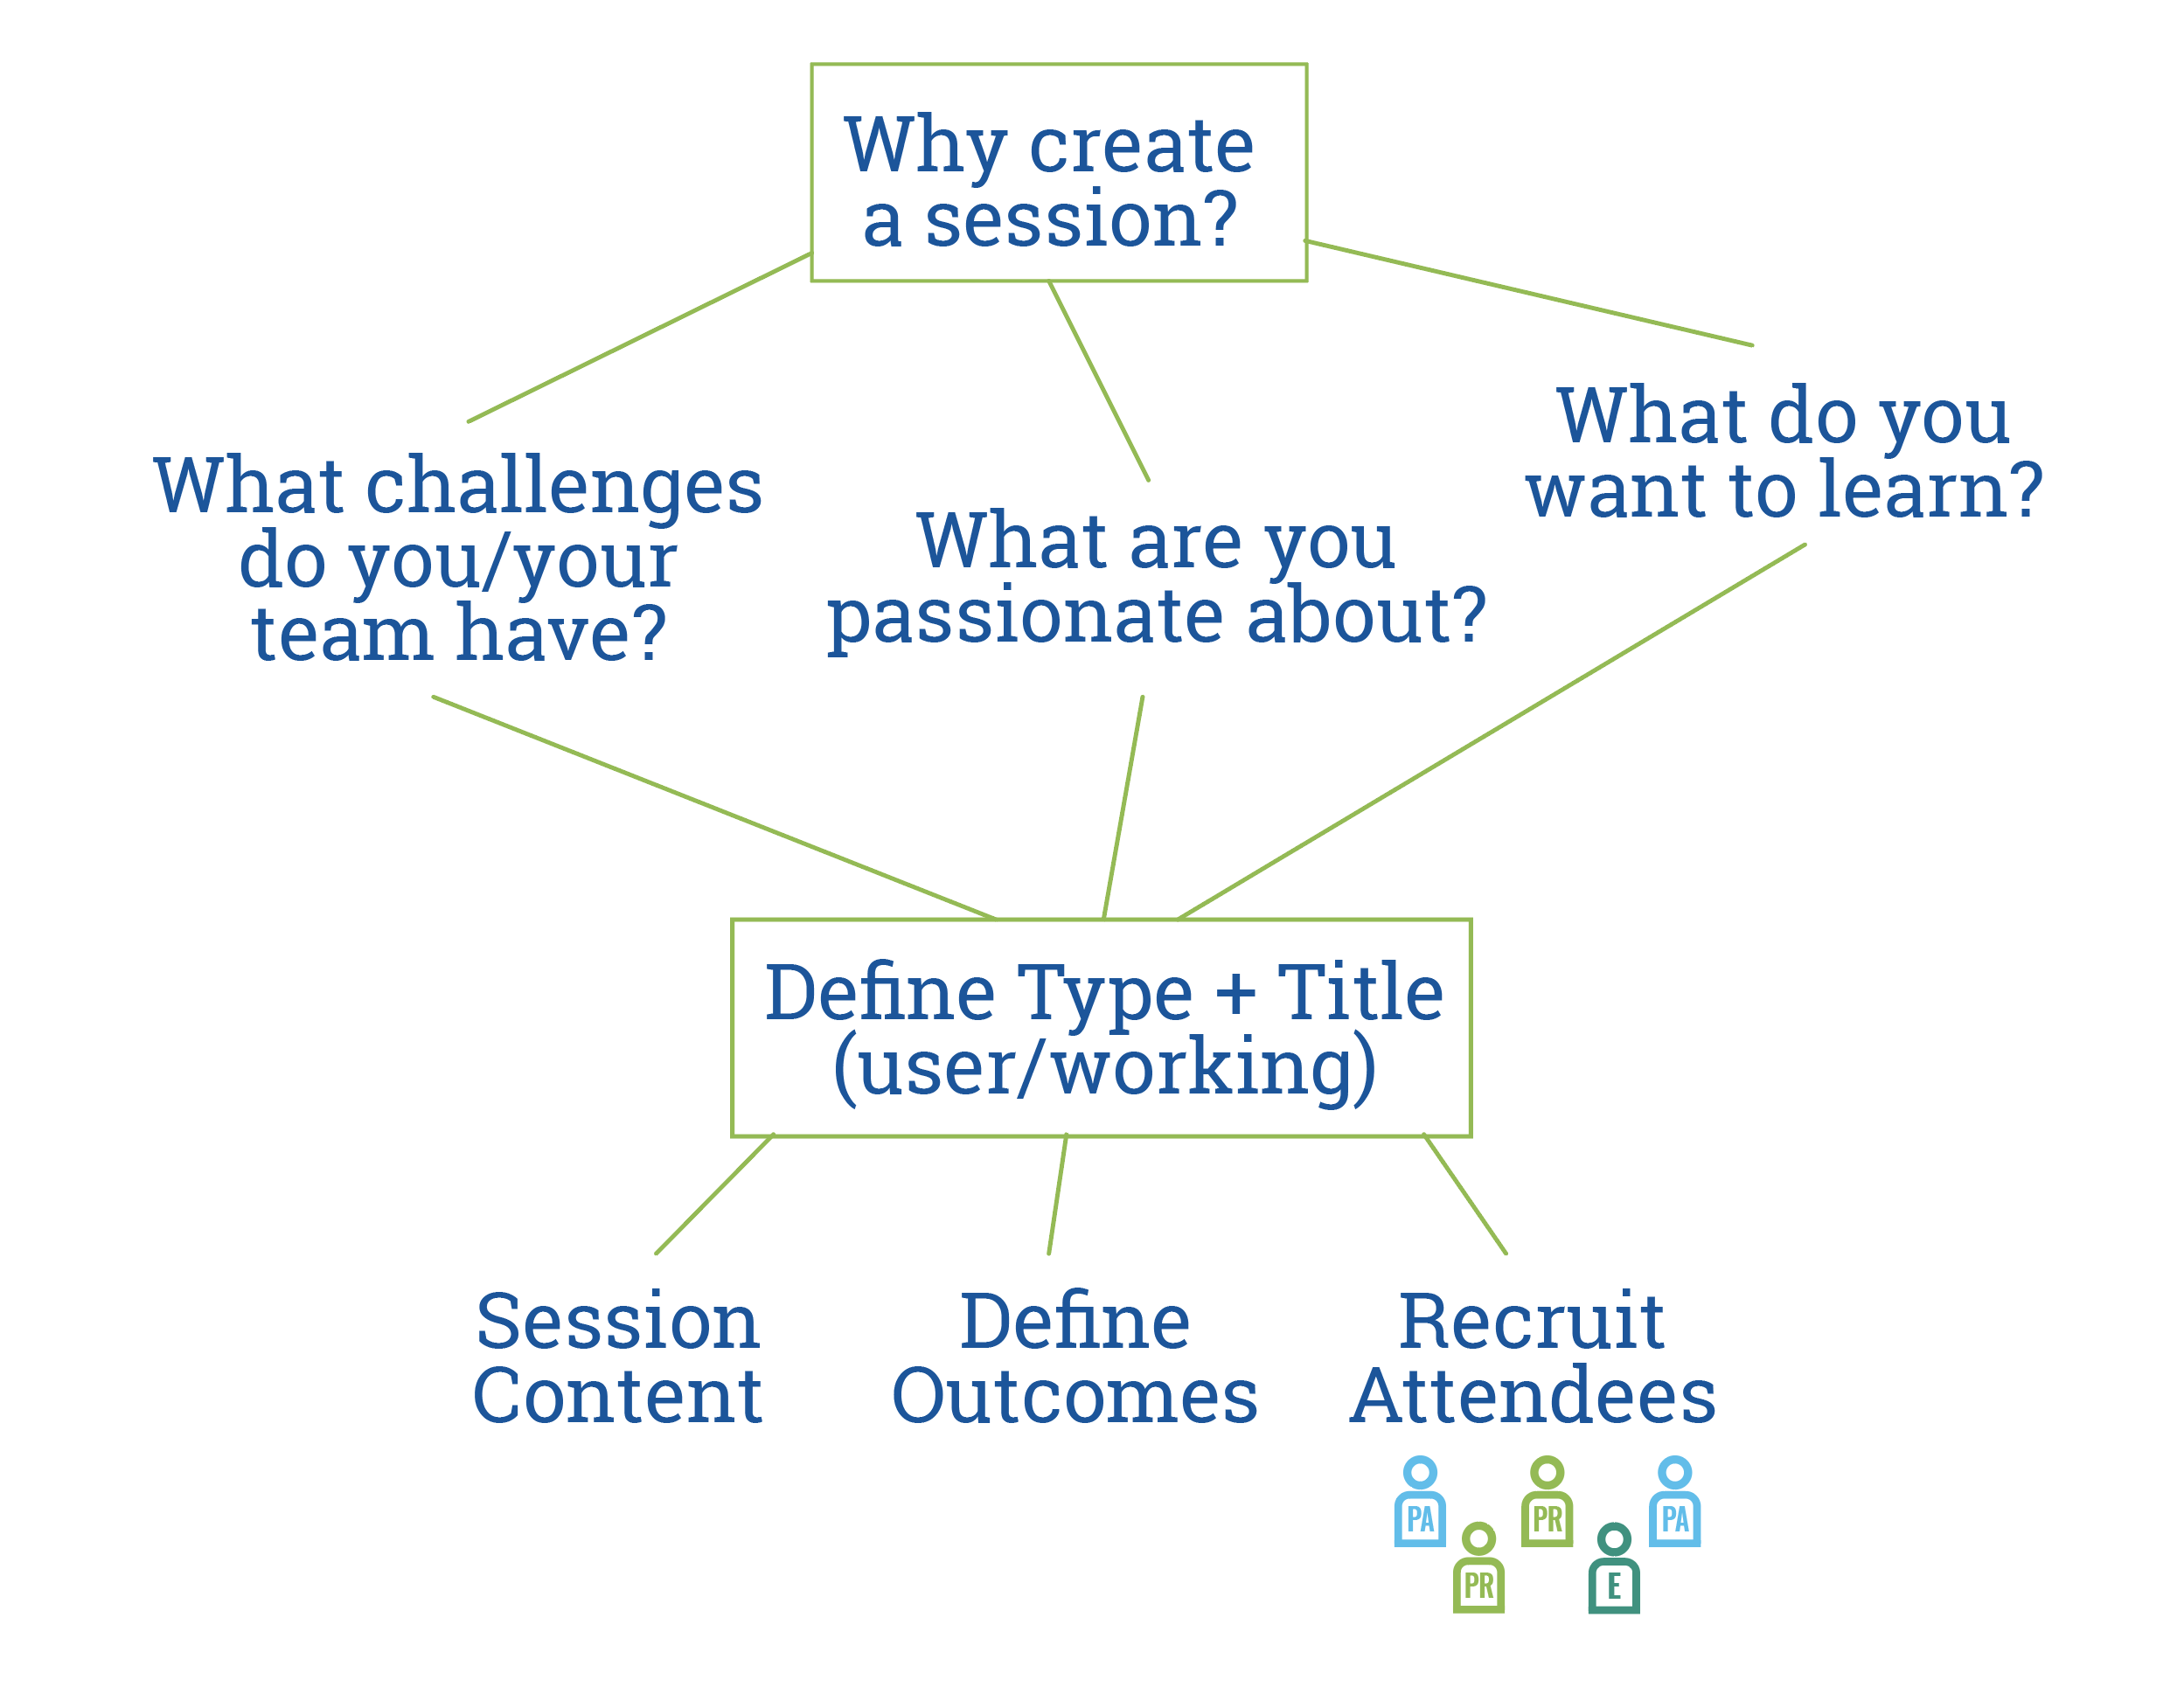 Why create
a session?
What challenges
do you/your
team have?
What are you
passionate about?
What do you
want to learn?
Define Type + Title
(user/working)
Session
Content
Define
Outcomes
Recruit
Attendees
PA
PR
PA
PR
E